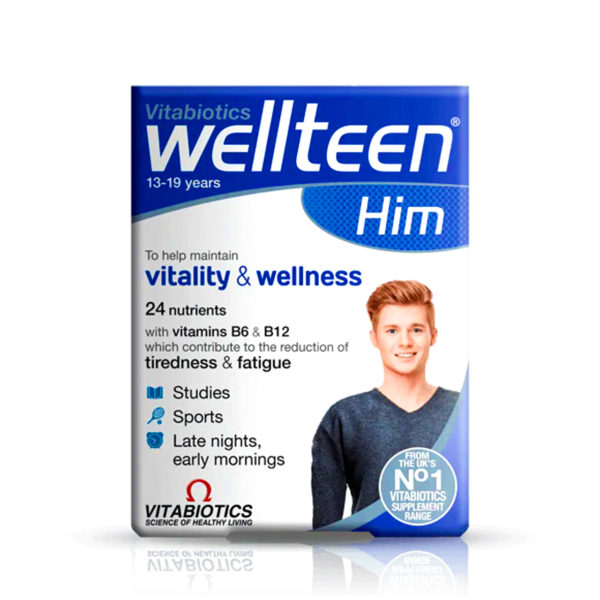 Vitabiotics
wellteen®
13-19 years
Him
To help maintain
vitality & wellness
24 nutrients
with vitamins B6 & B12
which contribute to the reduction of
tiredness & fatigue
Studies
Sports
Late nights,
early mornings
VITABIOTICS
SCIENCE OF HEALTHY LIVING
FROM
THE UK'S
Nº1
VITABIOTICS
SUPPLEMENT
RANGE